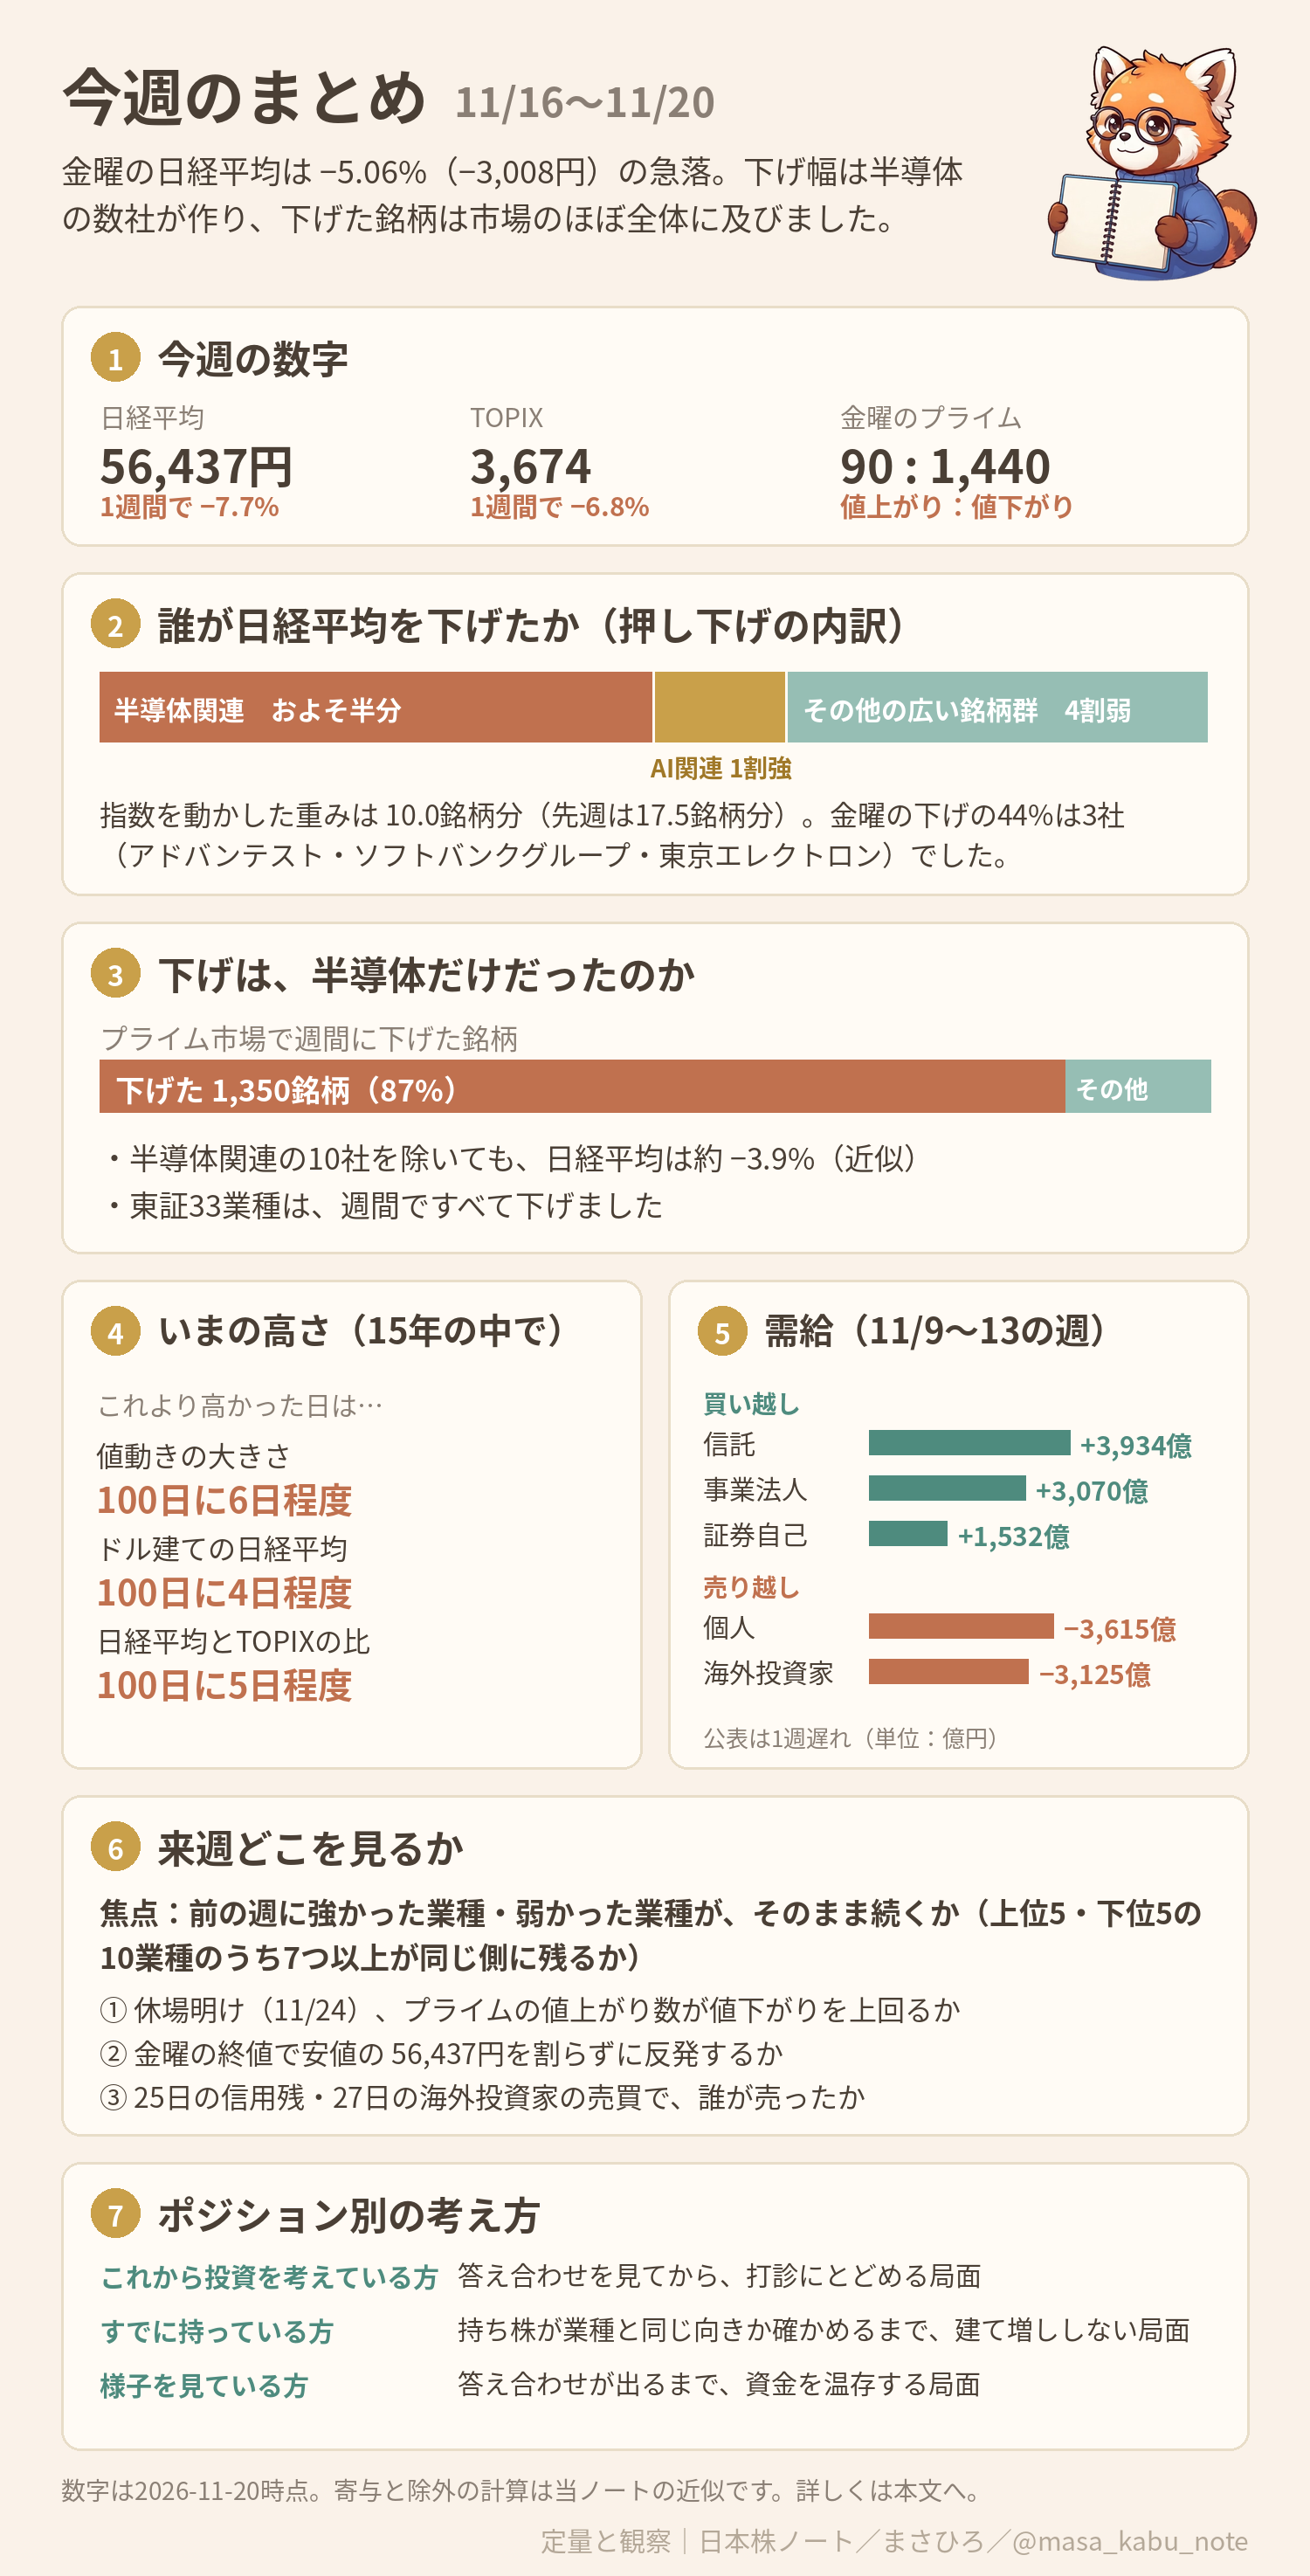 今週のまとめ 11/16〜11/20
金曜の日経平均は −5.06%（−3,008円）の急落。下げ幅は半導体
の数社が作り、下げた銘柄は市場のほぼ全体に及びました。
1 今週の数字
日経平均 TOPIX 金曜のプライム
56,437円 3,674 90 : 1,440
1週間で −7.7% 1週間で −6.8% 値上がり：値下がり
2 誰が日経平均を下げたか（押し下げの内訳）
半導体関連　およそ半分 その他の広い銘柄群　4割弱
AI関連 1割強
指数を動かした重みは 10.0銘柄分（先週は17.5銘柄分）。金曜の下げの44%は3社
（アドバンテスト・ソフトバンクグループ・東京エレクトロン）でした。
3 下げは、半導体だけだったのか
プライム市場で週間に下げた銘柄
下げた 1,350銘柄（87%） その他
・半導体関連の10社を除いても、日経平均は約 −3.9%（近似）
・東証33業種は、週間ですべて下げました
4 いまの高さ（15年の中で）
これより高かった日は…
値動きの大きさ
100日に6日程度
ドル建ての日経平均
100日に4日程度
日経平均とTOPIXの比
100日に5日程度
5 需給（11/9〜13の週）
買い越し
信託 +3,934億
事業法人 +3,070億
証券自己 +1,532億
売り越し
個人 −3,615億
海外投資家 −3,125億
公表は1週遅れ（単位：億円）
6 来週どこを見るか
焦点：前の週に強かった業種・弱かった業種が、そのまま続くか（上位5・下位5の
10業種のうち7つ以上が同じ側に残るか）
① 休場明け（11/24）、プライムの値上がり数が値下がりを上回るか
② 金曜の終値で安値の 56,437円を割らずに反発するか
③ 25日の信用残・27日の海外投資家の売買で、誰が売ったか
7 ポジション別の考え方
これから投資を考えている方 答え合わせを見てから、打診にとどめる局面
すでに持っている方 持ち株が業種と同じ向きか確かめるまで、建て増ししない局面
様子を見ている方 答え合わせが出るまで、資金を温存する局面
数字は2026-11-20時点。寄与と除外の計算は当ノートの近似です。詳しくは本文へ。
定量と観察｜日本株ノート／まさひろ／@masa_kabu_note